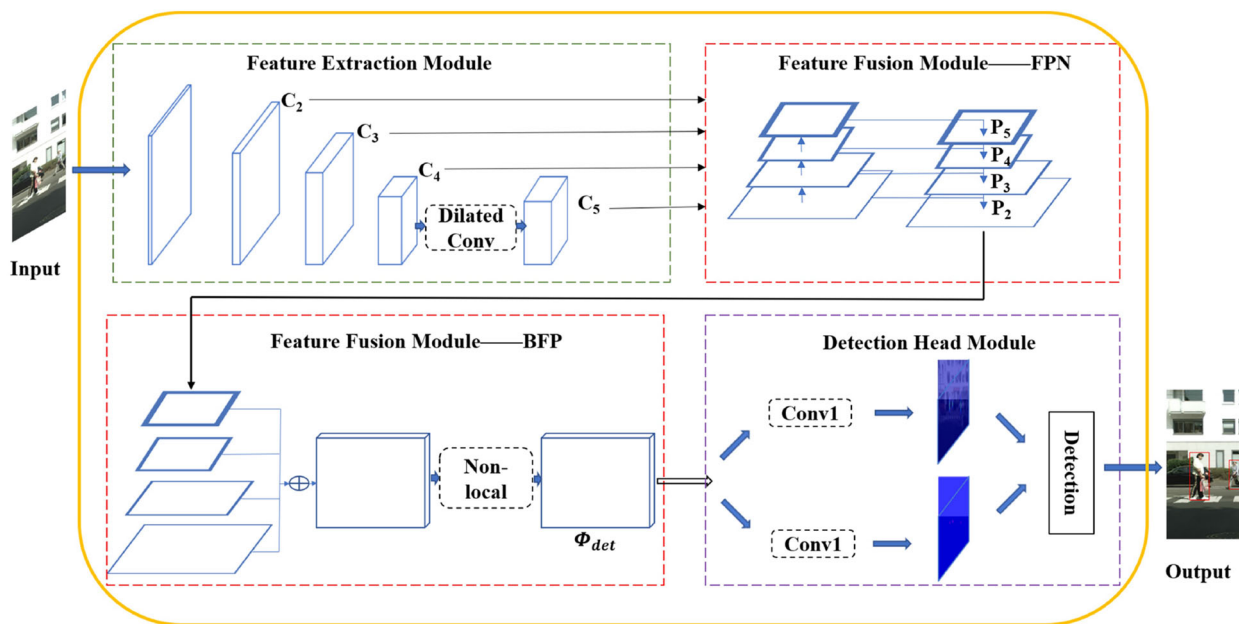 Feature Extraction Module
C2
C3
C4
C5
Dilated
Conv
Input
Feature Fusion Module——FPN
P5
P4
P3
P2
Feature Fusion Module——BFP
Non-
local
Φdet
Detection Head Module
Conv1
Conv1
Detection
Output